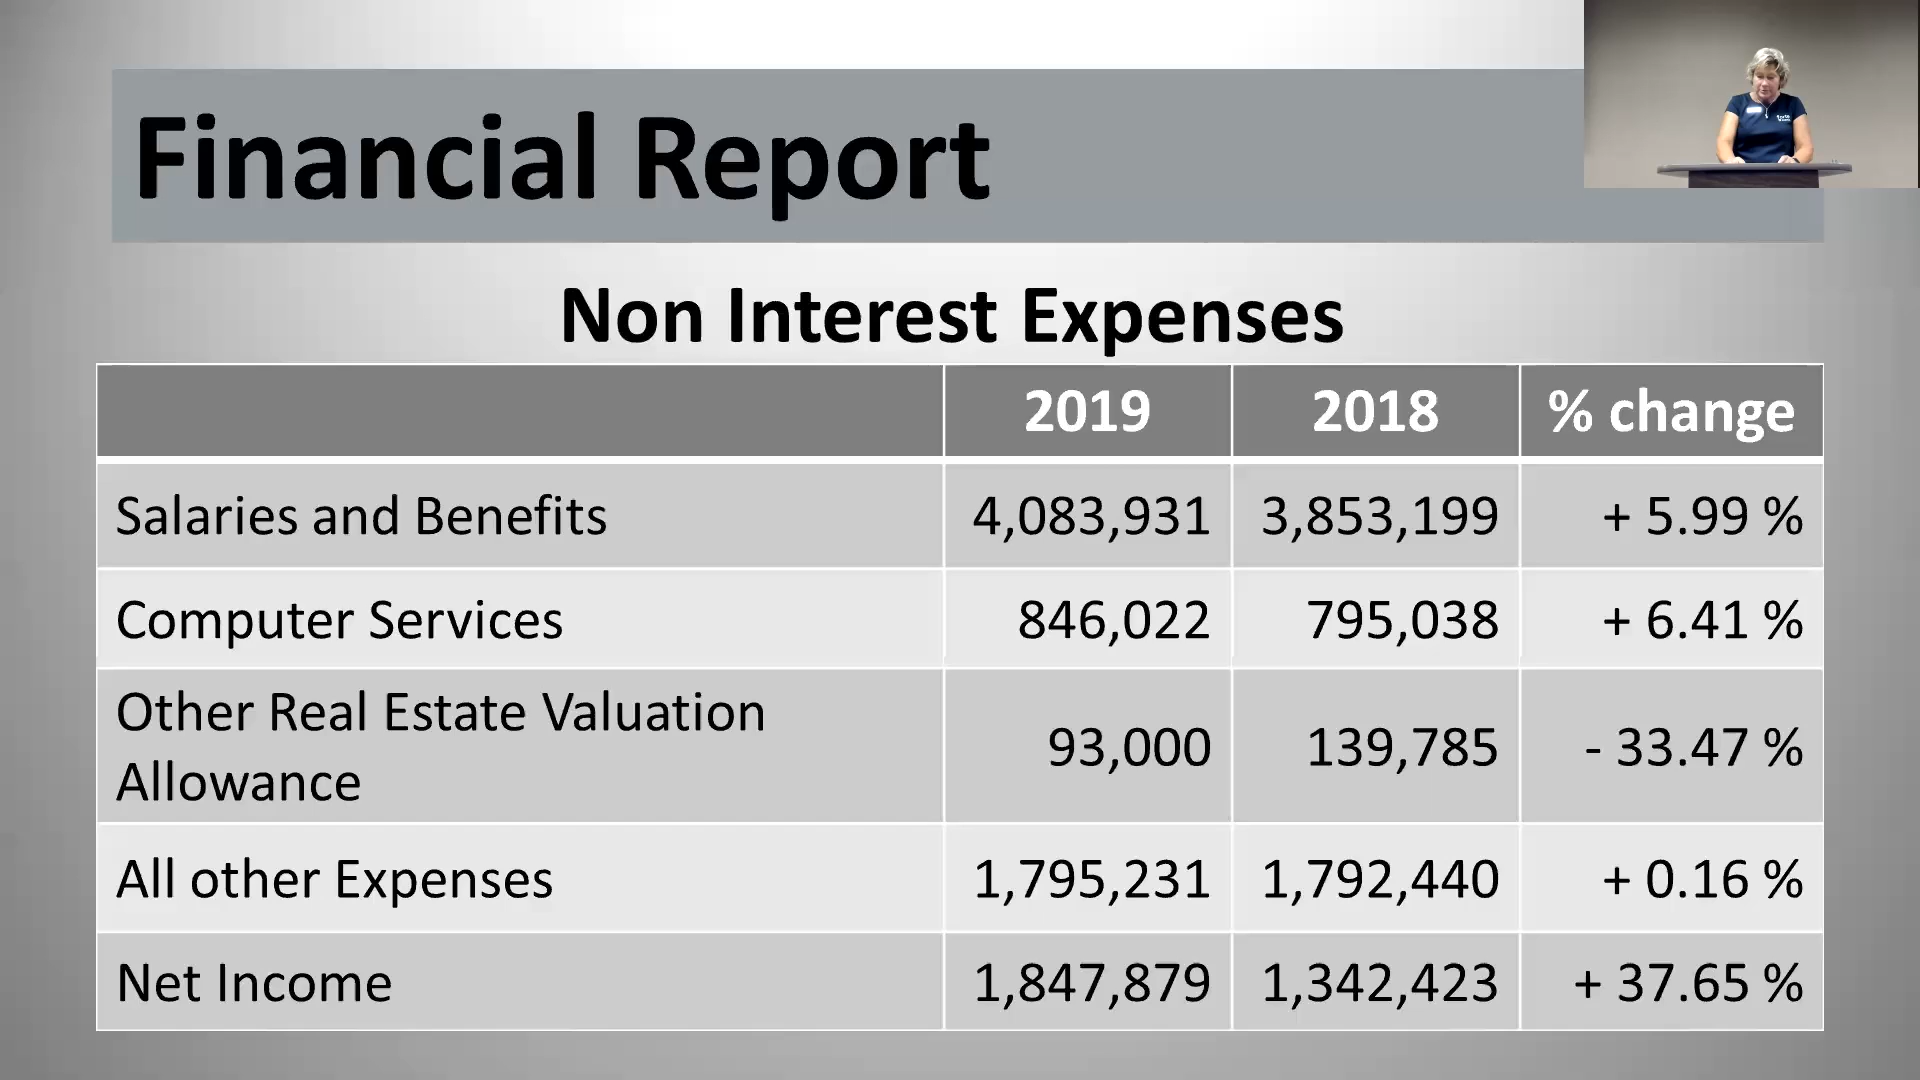 Financial Report
Non Interest Expenses
2019 2018 % change
Salaries and Benefits 4,083,931 3,853,199 + 5.99 %
Computer Services 846,022 795,038 + 6.41 %
Other Real Estate Valuation
Allowance 93,000 139,785 - 33.47 %
All other Expenses 1,795,231 1,792,440 + 0.16 %
Net Income 1,847,879 1,342,423 + 37.65 %